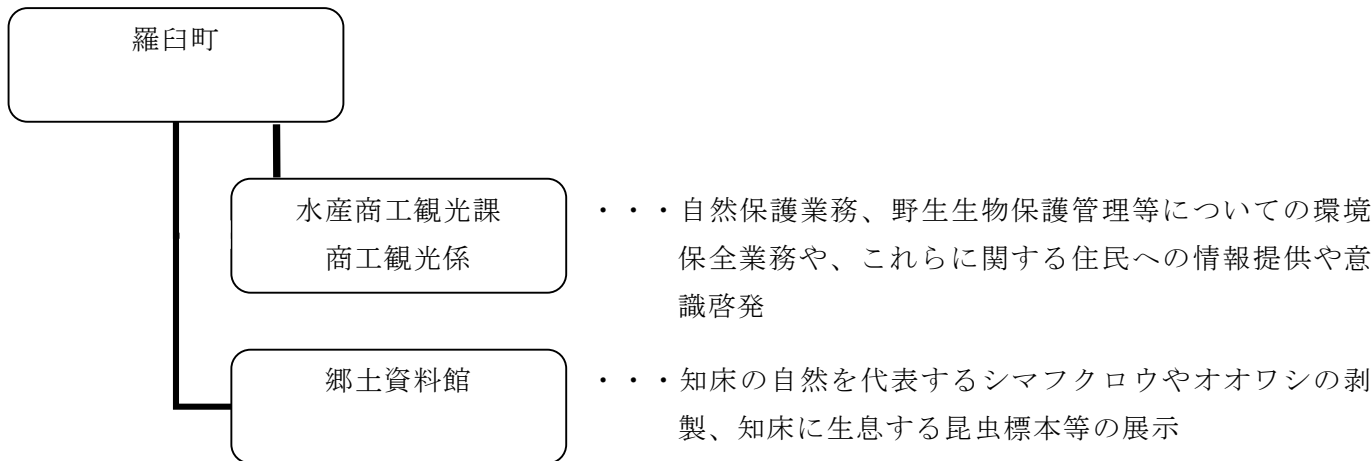 羅臼町
水産商工観光課
商工観光係
・・・自然保護業務、野生生物保護管理等についての環境
保全業務や、これらに関する住民への情報提供や意
識啓発
郷土資料館
・・・知床の自然を代表するシマフクロウやオオワシの剥
製、知床に生息する昆虫標本等の展示